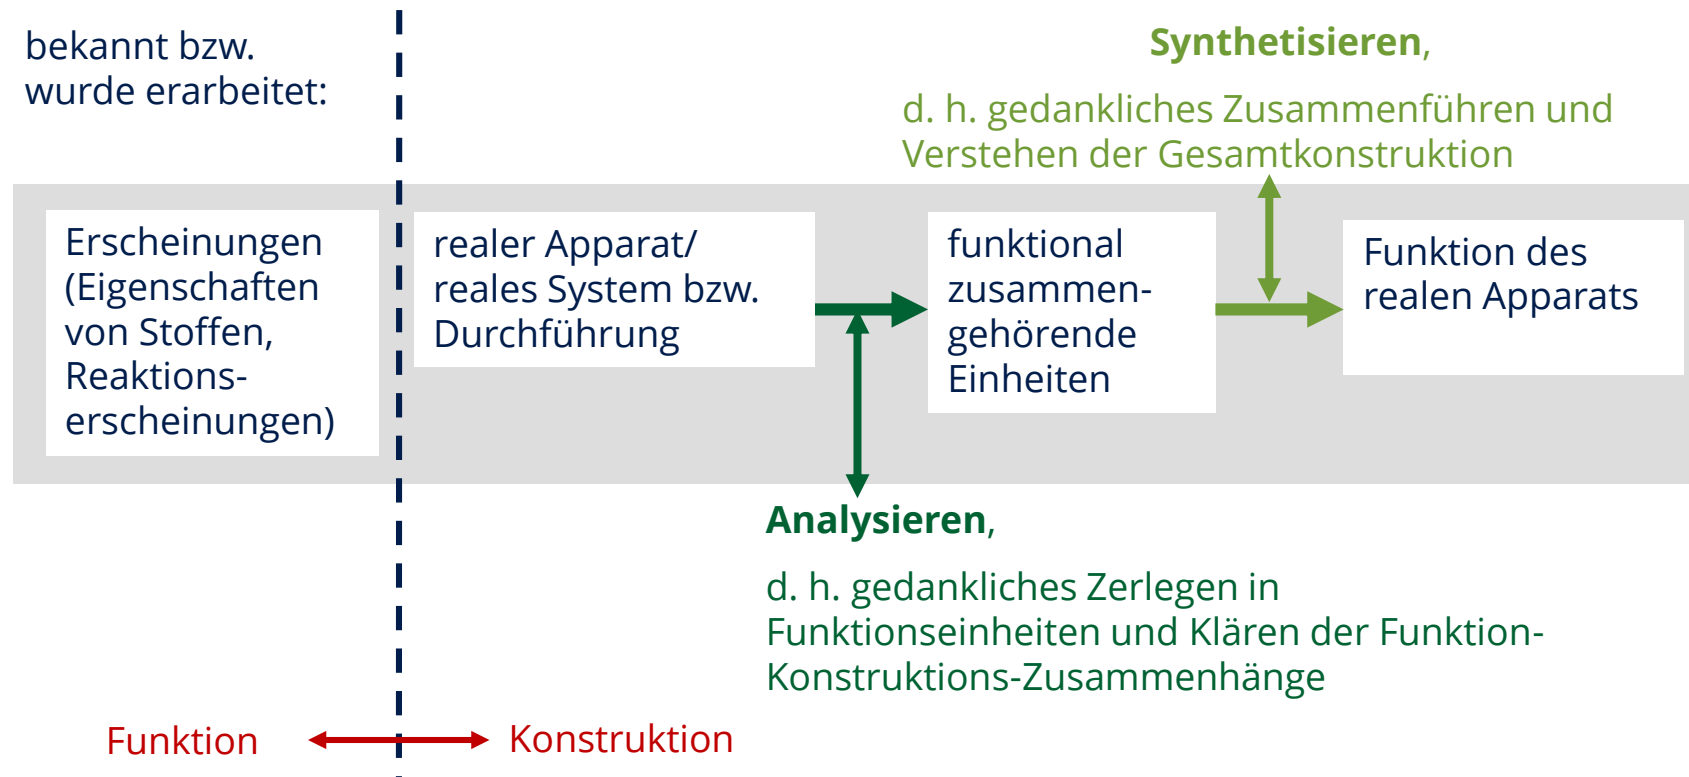 bekannt bzw.
wurde erarbeitet:
Synthetisieren,
d. h. gedankliches Zusammenführen und
Verstehen der Gesamtkonstruktion
Erscheinungen
(Eigenschaften
von Stoffen,
Reaktions-
erscheinungen)
realer Apparat/
reales System bzw.
Durchführung
funktional
zusammen-
gehörende
Einheiten
Funktion des
realen Apparats
Analysieren,
d. h. gedankliches Zerlegen in
Funktionseinheiten und Klären der Funktion-
Konstruktions-Zusammenhänge
Funktion
Konstruktion